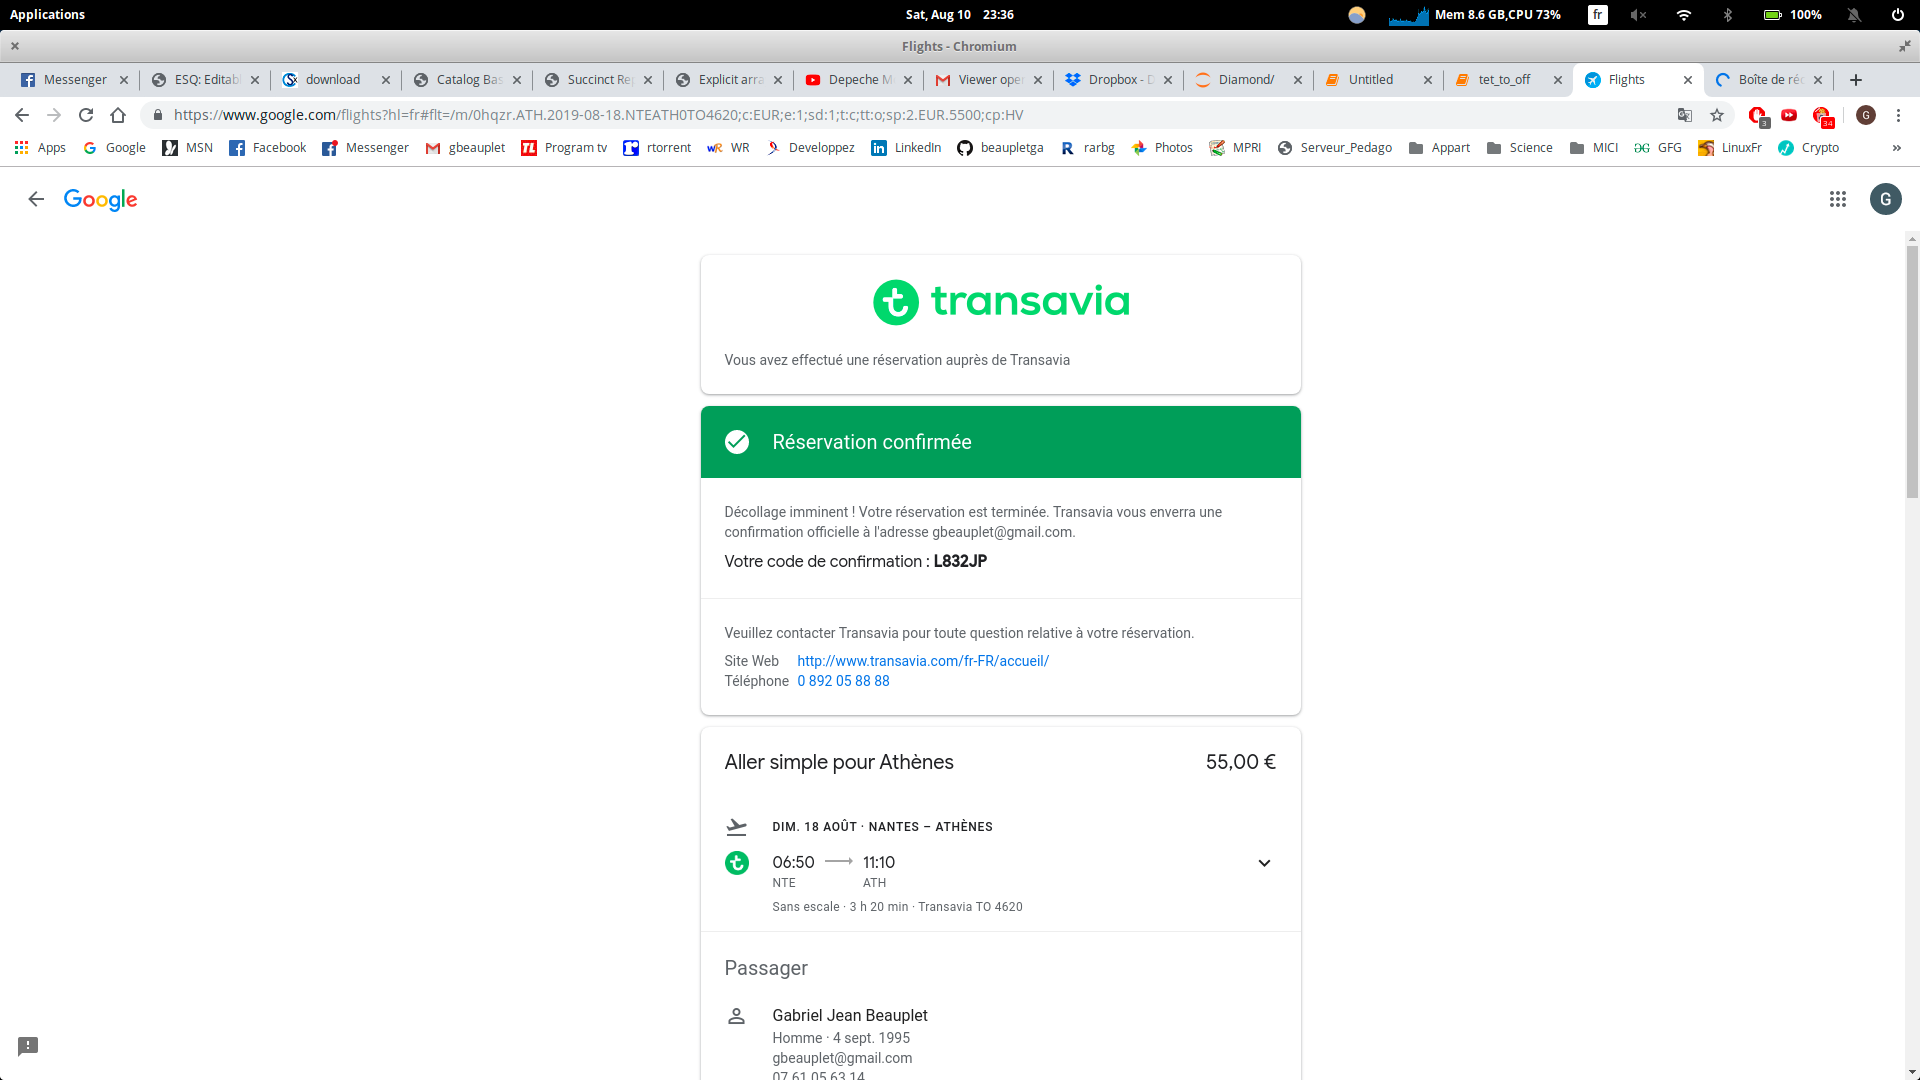 Applications
Sat, Aug 10 23:36
Mem 8.6 GB,CPU 73%
fr
100%
Flights - Chromium
Messenger
ESQ: Editab
download
Catalog Bas
Succinct Re
Explicit arra
Depeche M
Viewer ope
Dropbox - D
Diamond/
Untitled
tet_to_off
Flights
Boîte de ré
https://www.google.com/flights?hl=fr#flt=/m/0hqzr.ATH.2019-08-18.NTEATH0TO4620;c:EUR;e:1;sd:1;t:c;tt:o;sp:2.EUR.5500;cp:HV
3
34
G
Apps
Google
MSN
Facebook
Messenger
gbeauplet
Program tv
rtorrent
WR
Developpez
LinkedIn
beaupletga
rarbg
Photos
MPRI
Serveur_Pedago
Appart
Science
MICI
GFG
LinuxFr
Crypto
»
Google
G
transavia
Vous avez effectué une réservation auprès de Transavia
Réservation confirmée
Décollage imminent ! Votre réservation est terminée. Transavia vous enverra une
confirmation officielle à l'adresse gbeauplet@gmail.com.
Votre code de confirmation : L832JP
Veuillez contacter Transavia pour toute question relative à votre réservation.
Site Web http://www.transavia.com/fr-FR/accueil/
Téléphone 0 892 05 88 88
Aller simple pour Athènes 55,00 €
DIM. 18 AOÛT · NANTES – ATHÈNES
06:50 11:10
NTE ATH
Sans escale · 3 h 20 min · Transavia TO 4620
Passager
Gabriel Jean Beauplet
Homme · 4 sept. 1995
gbeauplet@gmail.com
07 61 05 63 14